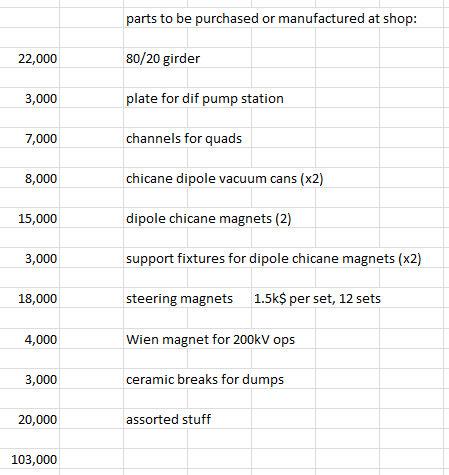 parts to be purchased or manufactured at shop:
22,000 80/20 girder
3,000 plate for dif pump station
7,000 channels for quads
8,000 chicane dipole vacuum cans (x2)
15,000 dipole chicane magnets (2)
3,000 support fixtures for dipole chicane magnets (x2)
18,000 steering magnets 1.5k$ per set, 12 sets
4,000 Wien magnet for 200kV ops
3,000 ceramic breaks for dumps
20,000 assorted stuff
103,000